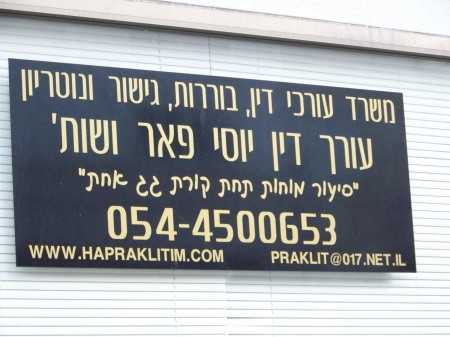 משרד עורכי דין, בוררות, גישור ונוטריון
עורך דין יוסי פאר ושות'
"סיעור מוחות תחת קורת גג אחת"
054-4500653
WWW.HAPRAKLITIM.COM PRAKLIT@017.NET.IL